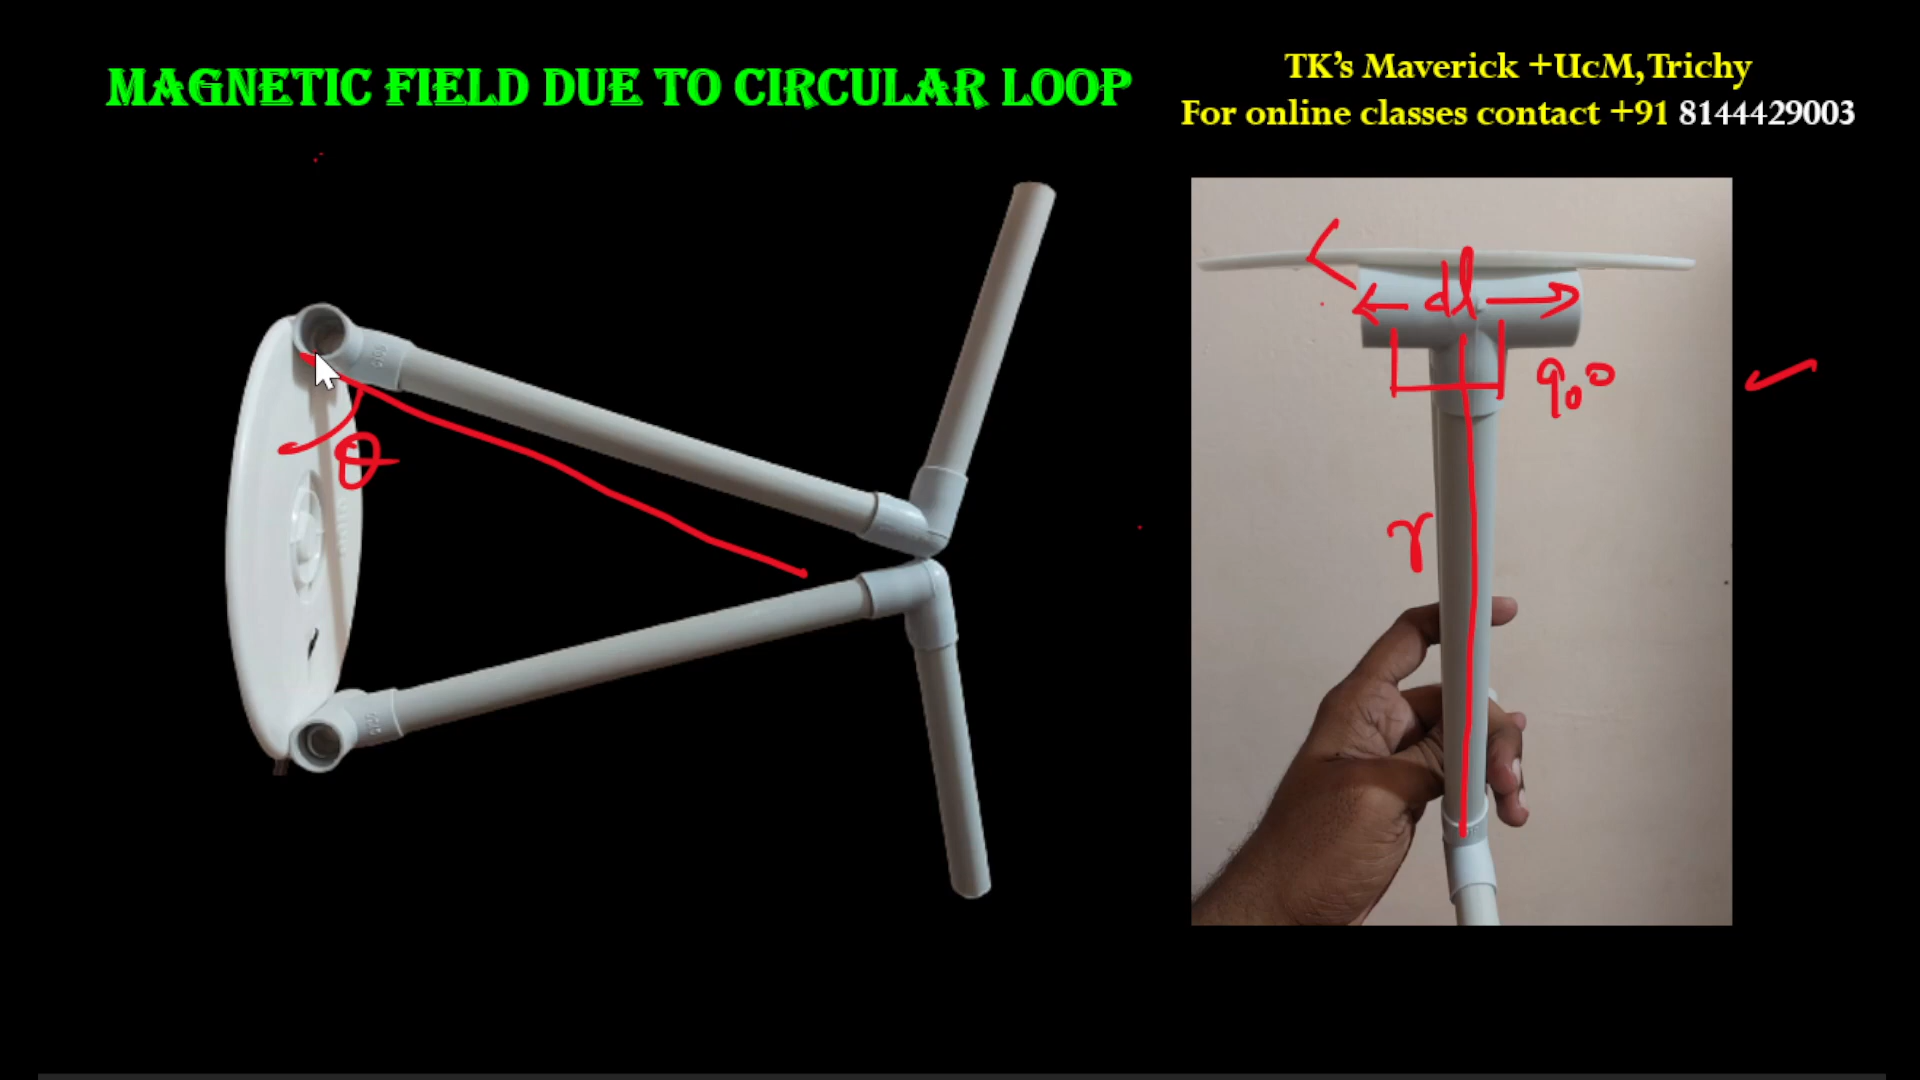 MAGNETIC FIELD DUE TO CIRCULAR LOOP
TK's Maverick +UcM,Trichy
For online classes contact +91 8144429003
dl
90°
θ
r